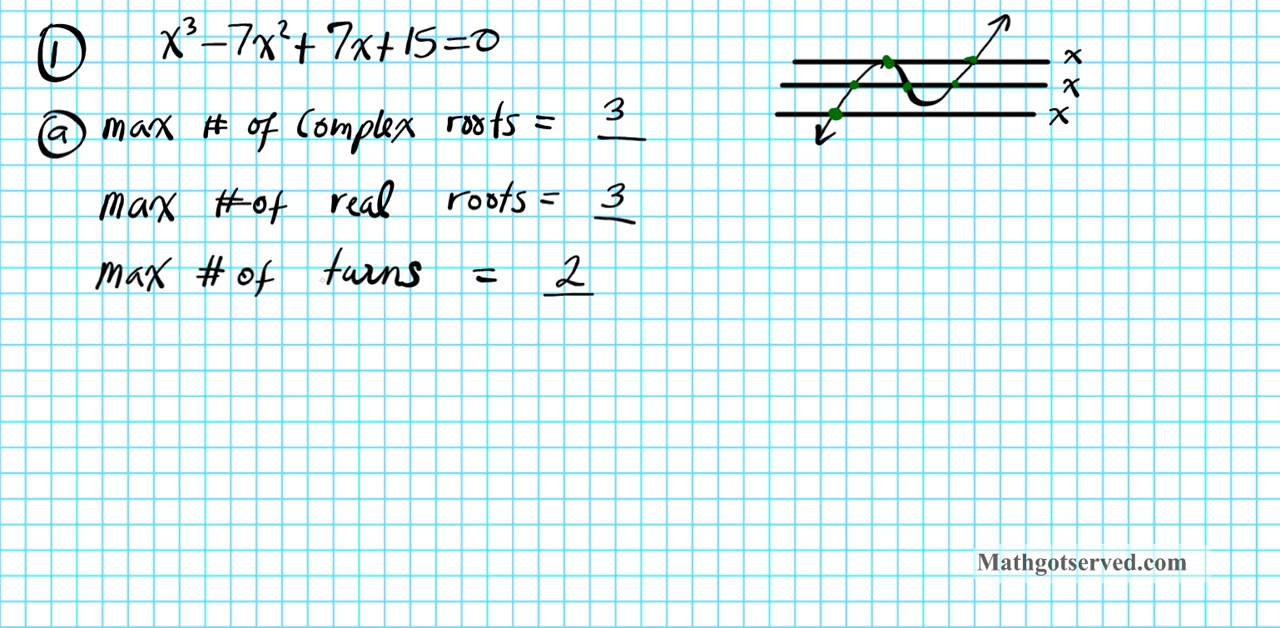 ① x³-7x²+7x+15=0
ⓐ max # of Complex roots = 3
max # of real roots = 3
max # of turns = 2
x
x
x
Mathgotserved.com